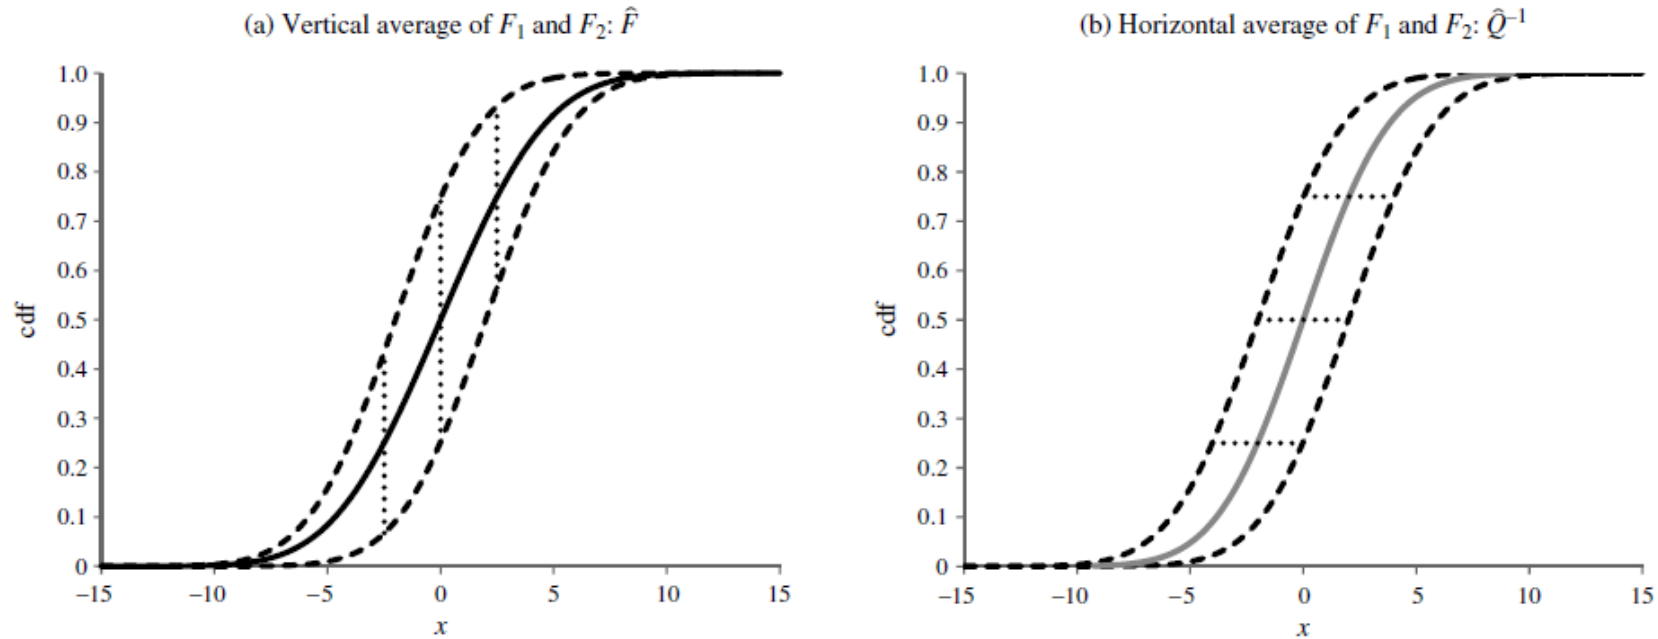 (a) Vertical average of F₁ and F₂: F̂
1.0
0.9
0.8
0.7
0.6
0.5
0.4
0.3
0.2
0.1
0
cdf
–15 –10 –5 0 5 10 15
x
(b) Horizontal average of F₁ and F₂: Q̂⁻¹
1.0
0.9
0.8
0.7
0.6
0.5
0.4
0.3
0.2
0.1
0
cdf
–15 –10 –5 0 5 10 15
x